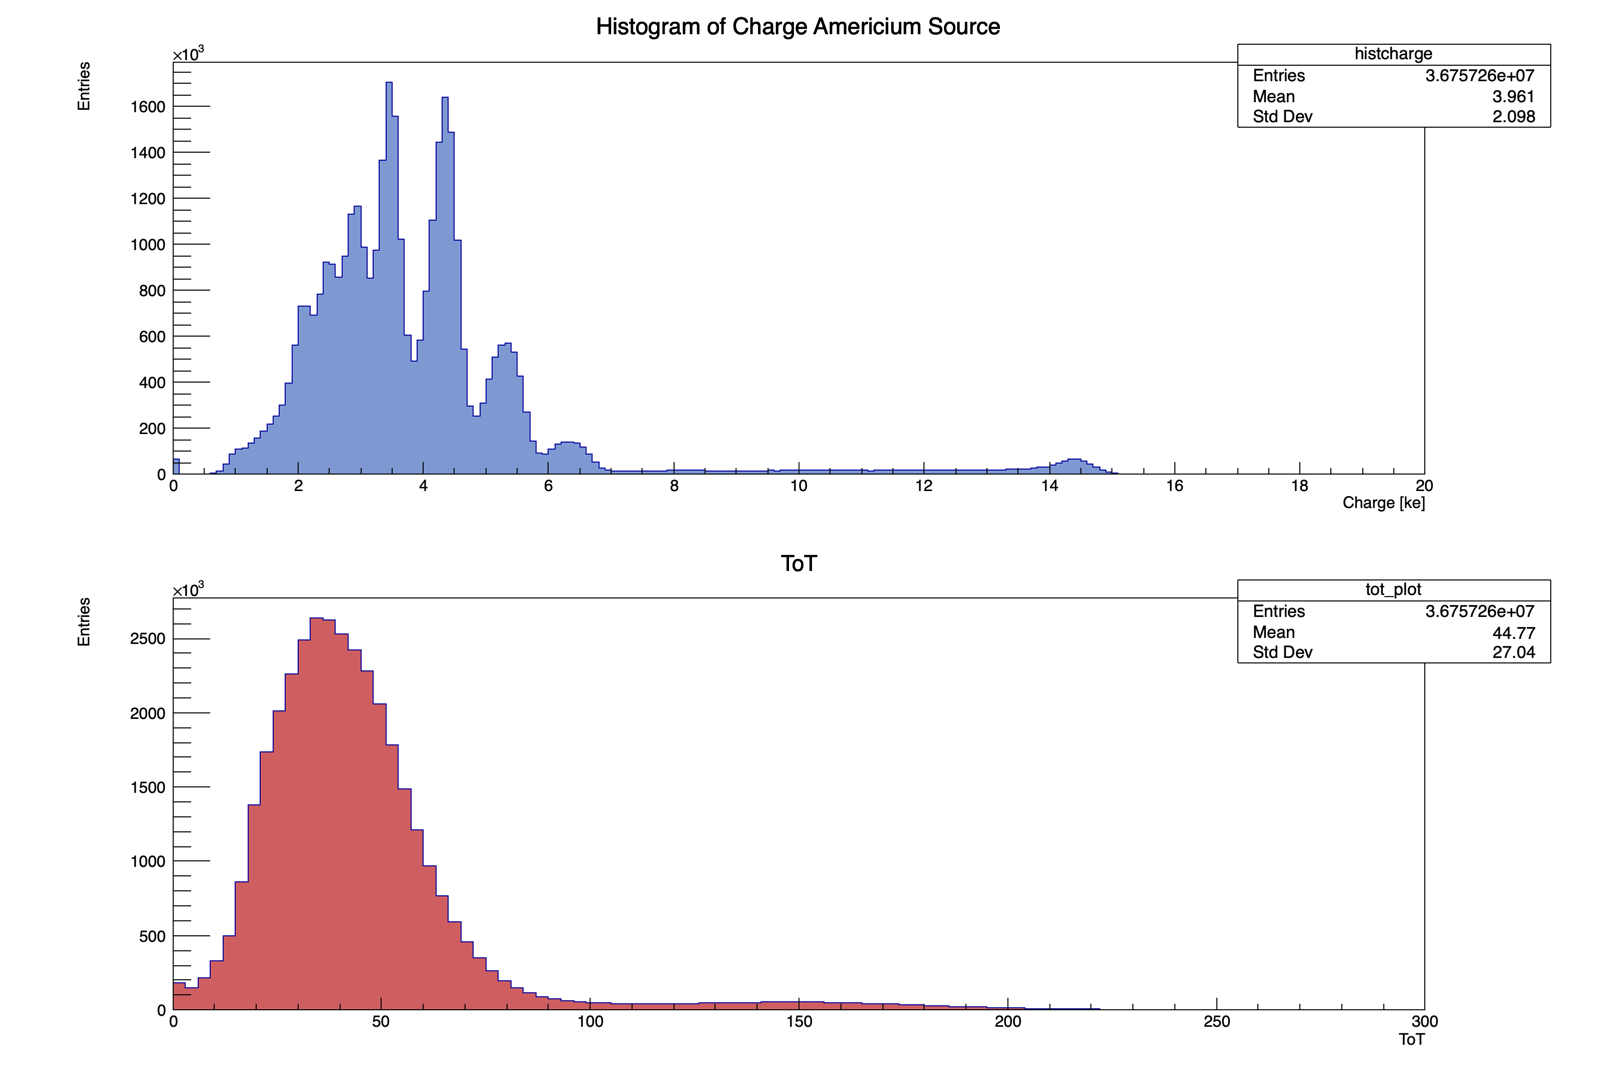 Histogram of Charge Americium Source
×10³
Entries
histcharge
Entries 3.675726e+07
Mean 3.961
Std Dev 2.098
1600
1400
1200
1000
800
600
400
200
0
0 2 4 6 8 10 12 14 16 18 20
Charge [ke]
ToT
×10³
Entries
tot_plot
Entries 3.675726e+07
Mean 44.77
Std Dev 27.04
2500
2000
1500
1000
500
0
0 50 100 150 200 250 300
ToT